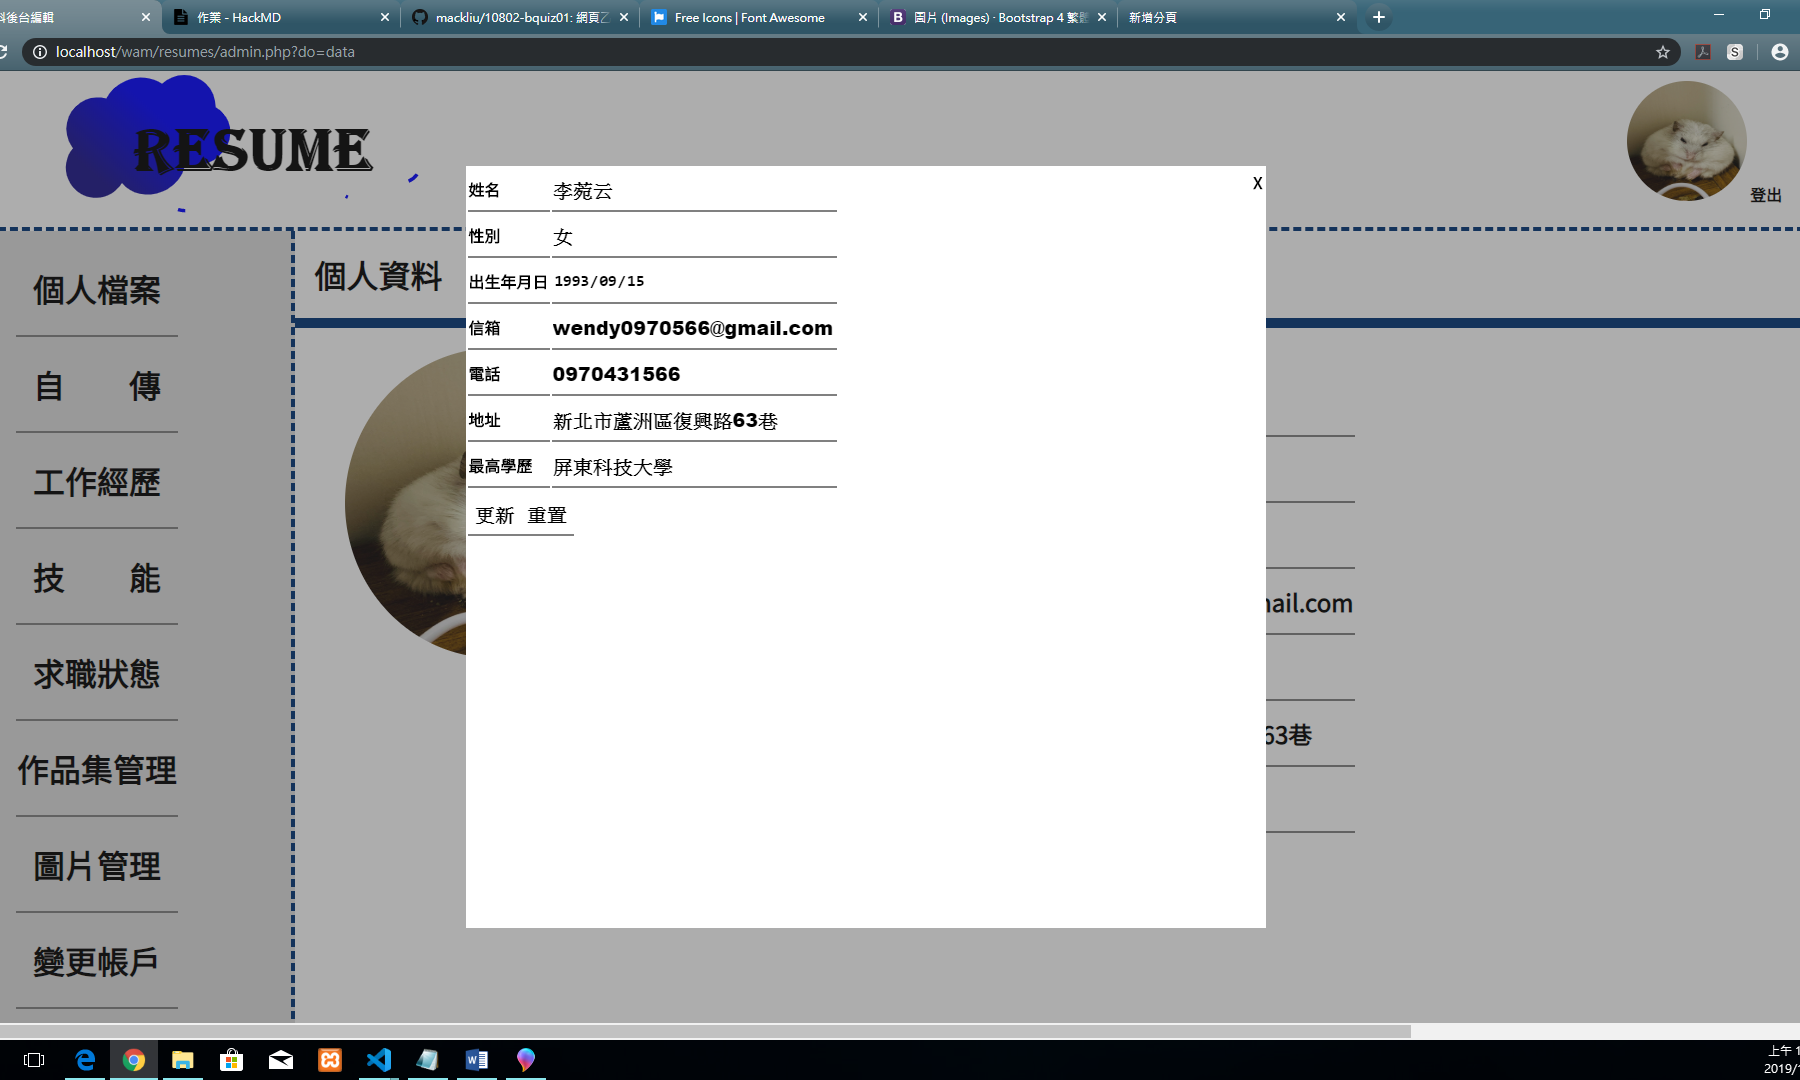 料後台編輯
作業 - HackMD
mackliu/10802-bquiz01: 網頁乙
Free Icons | Font Awesome
圖片 (Images) · Bootstrap 4 繁體
新增分頁
localhost/wam/resumes/admin.php?do=data
RESUME
登出
個人檔案
自傳
工作經歷
技能
求職狀態
作品集管理
圖片管理
變更帳戶
個人資料
X
姓名 李菀云
性別 女
出生年月日 1993/09/15
信箱 wendy0970566@gmail.com
電話 0970431566
地址 新北市蘆洲區復興路63巷
最高學歷 屏東科技大學
更新 重置
ail.com
63巷
上午 1
2019/